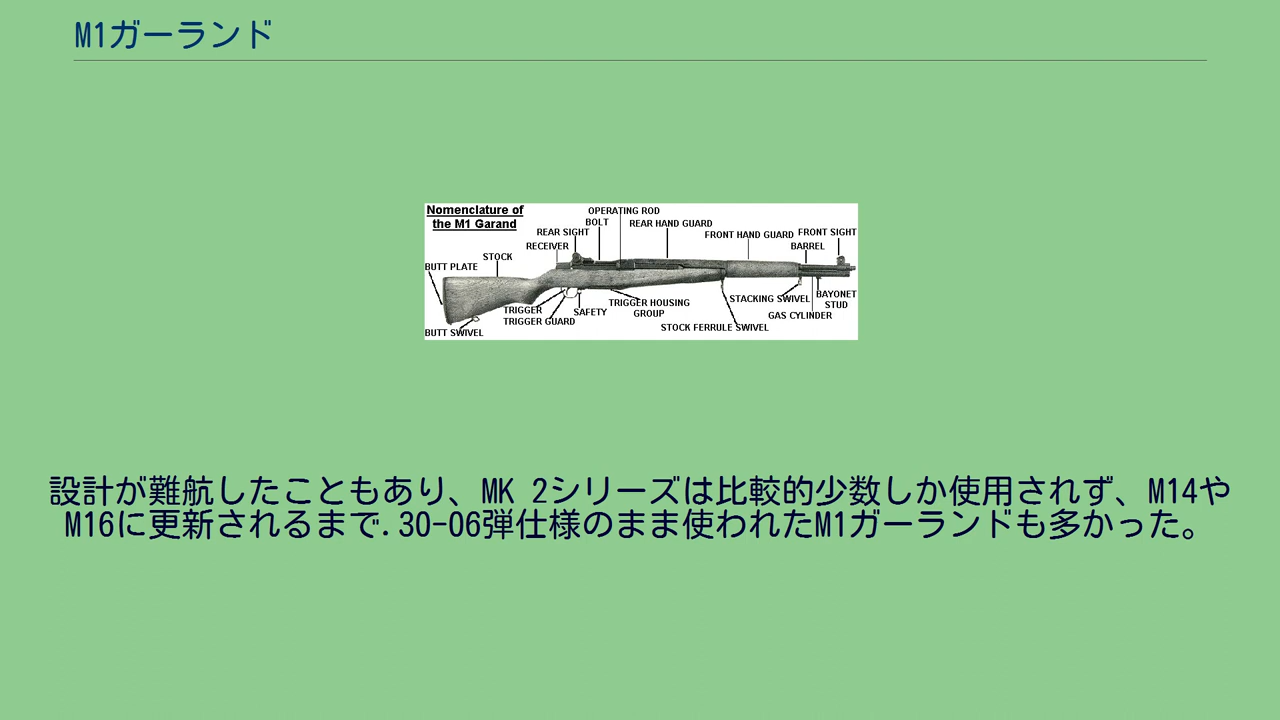 M1ガーランド
Nomenclature of
the M1 Garand
OPERATING ROD
BOLT
REAR HAND GUARD
REAR SIGHT
FRONT HAND GUARD
FRONT SIGHT
RECEIVER
BARREL
STOCK
BUTT PLATE
TRIGGER
TRIGGER GUARD
SAFETY
TRIGGER HOUSING
GROUP
STACKING SWIVEL
BAYONET
STUD
GAS CYLINDER
STOCK FERRULE SWIVEL
BUTT SWIVEL
設計が難航したこともあり、MK 2シリーズは比較的少数しか使用されず、M14や
M16に更新されるまで.30-06弾仕様のまま使われたM1ガーランドも多かった。